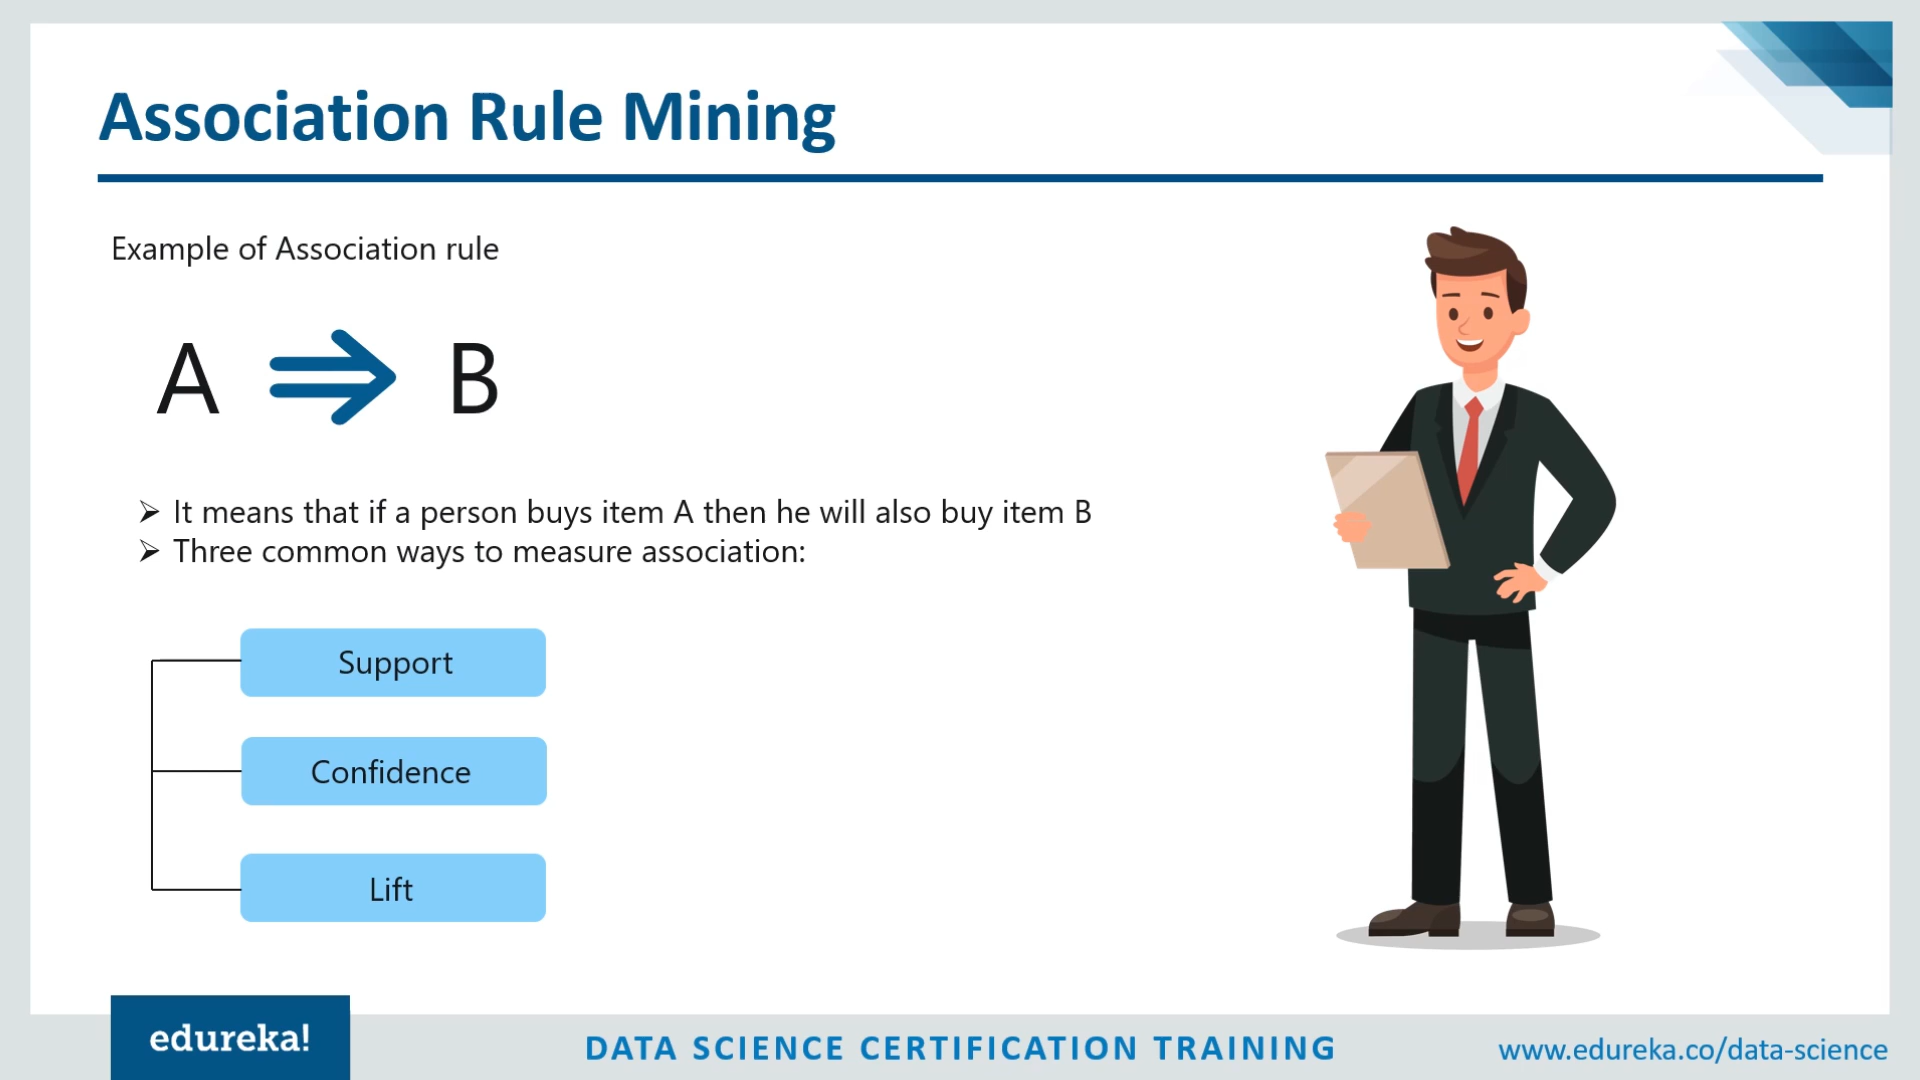 Association Rule Mining
Example of Association rule
A B
It means that if a person buys item A then he will also buy item B
Three common ways to measure association:
Support
Confidence
Lift
edureka!
DATA SCIENCE CERTIFICATION TRAINING
www.edureka.co/data-science